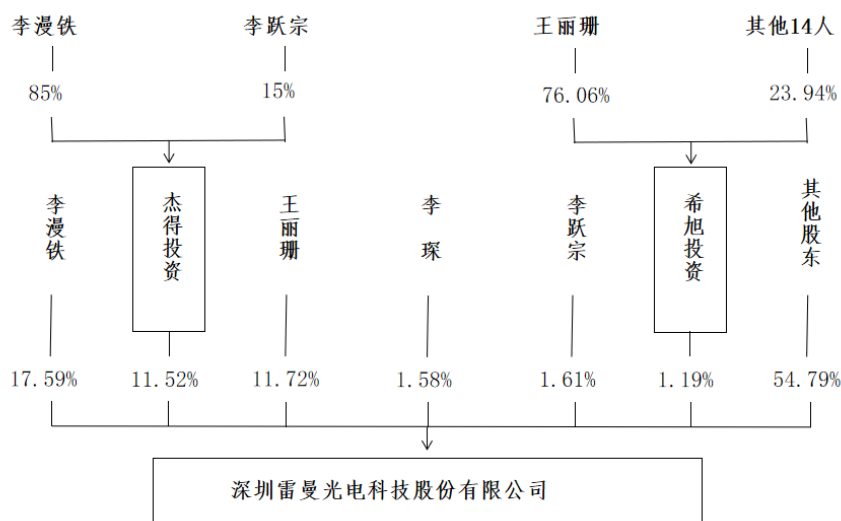 李漫铁 李跃宗 王丽珊 其他14人
85% 15% 76.06% 23.94%
李漫铁
杰得投资
王丽珊
李琛
李跃宗
希旭投资
其他股东
17.59% 11.52% 11.72% 1.58% 1.61% 1.19% 54.79%
深圳雷曼光电科技股份有限公司